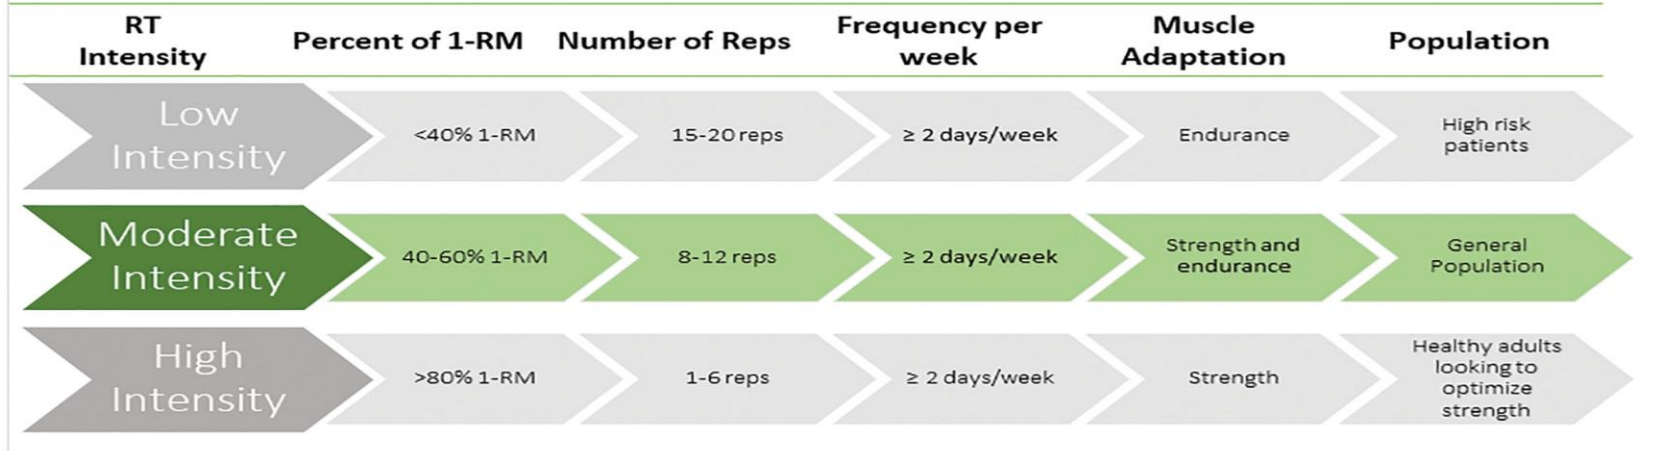 RT
Intensity
Percent of 1-RM
Number of Reps
Frequency per
week
Muscle
Adaptation
Population
Low
Intensity
<40% 1-RM
15-20 reps
≥ 2 days/week
Endurance
High risk
patients
Moderate
Intensity
40-60% 1-RM
8-12 reps
≥ 2 days/week
Strength and
endurance
General
Population
High
Intensity
>80% 1-RM
1-6 reps
≥ 2 days/week
Strength
Healthy adults
looking to
optimize
strength